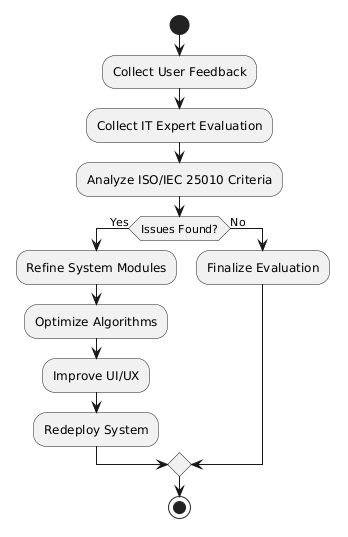 Collect User Feedback
Collect IT Expert Evaluation
Analyze ISO/IEC 25010 Criteria
Yes
Issues Found?
No
Refine System Modules
Finalize Evaluation
Optimize Algorithms
Improve UI/UX
Redeploy System